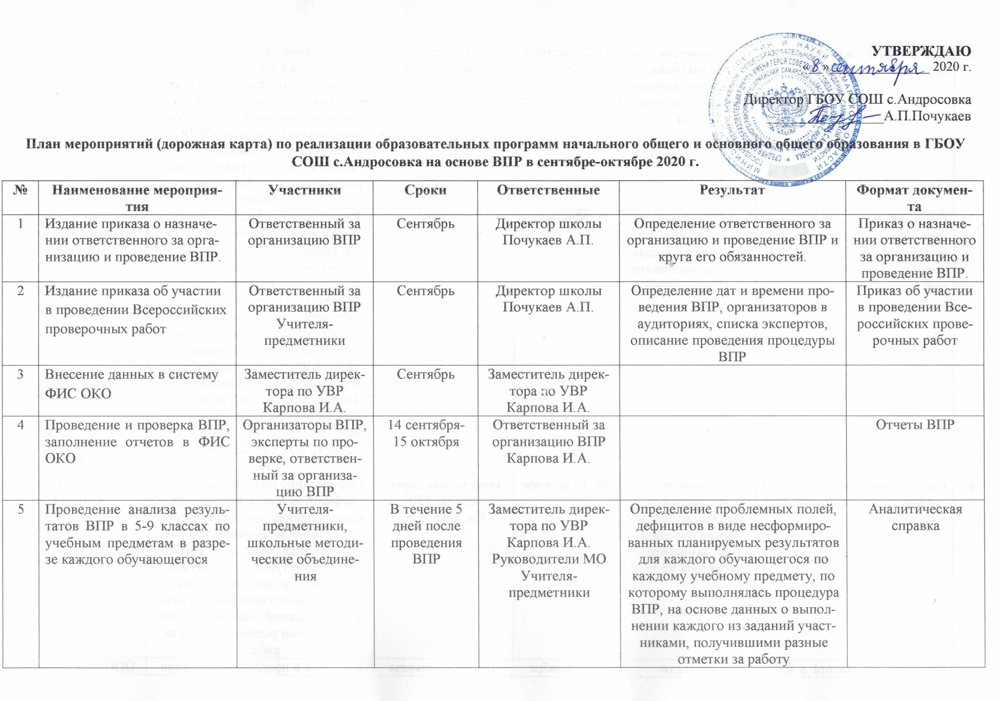 УТВЕРЖДАЮ
«8» сентября 2020 г.
Директор ГБОУ СОШ с.Андросовка
А.П.Почукаев
План мероприятий (дорожная карта) по реализации образовательных программ начального общего и основного общего образования в ГБОУ
СОШ с.Андросовка на основе ВПР в сентябре-октябре 2020 г.
№ Наименование мероприя- Участники Сроки Ответственные Результат Формат докумен-
тия та
1 Издание приказа о назначе-
нии ответственного за орга-
низацию и проведение ВПР.
Ответственный за
организацию ВПР
Сентябрь
Директор школы
Почукаев А.П.
Определение ответственного за
организацию и проведение ВПР и
круга его обязанностей.
Приказ о назначе-
нии ответственного
за организацию и
проведение ВПР.
2 Издание приказа об участии
в проведении Всероссийских
проверочных работ
Ответственный за
организацию ВПР
Учителя-
предметники
Сентябрь
Директор школы
Почукаев А.П.
Определение дат и времени про-
ведения ВПР, организаторов в
аудиториях, списка экспертов,
описание проведения процедуры
ВПР
Приказ об участии
в проведении Все-
российских прове-
рочных работ
3 Внесение данных в систему
ФИС ОКО
Заместитель дирек-
тора по УВР
Карпова И.А.
Сентябрь
Заместитель дирек-
тора по УВР
Карпова И.А.
4 Проведение и проверка ВПР,
заполнение отчетов в ФИС
ОКО
Организаторы ВПР,
эксперты по про-
верке, ответствен-
ный за организа-
цию ВПР
14 сентября-
15 октября
Ответственный за
организацию ВПР
Карпова И.А.
Отчеты ВПР
5 Проведение анализа резуль-
татов ВПР в 5-9 классах по
учебным предметам в разре-
зе каждого обучающегося
Учителя-
предметники,
школьные методи-
ческие объедине-
ния
В течение 5
дней после
проведения
ВПР
Заместитель дирек-
тора по УВР
Карпова И.А.
Руководители МО
Учителя-
предметники
Определение проблемных полей,
дефицитов в виде несформиро-
ванных планируемых результатов
для каждого обучающегося по
каждому учебному предмету, по
которому выполнялась процедура
ВПР, на основе данных о выпол-
нении каждого из заданий участ-
никами, получившими разные
отметки за работу
Аналитическая
справка